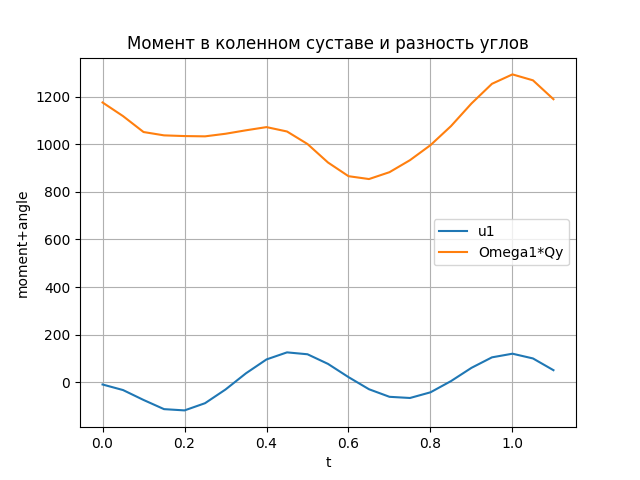 Момент в коленном суставе и разность углов
moment+angle
1200
1000
800
600
400
200
0
u1
Omega1*Qy
0.0 0.2 0.4 0.6 0.8 1.0
t